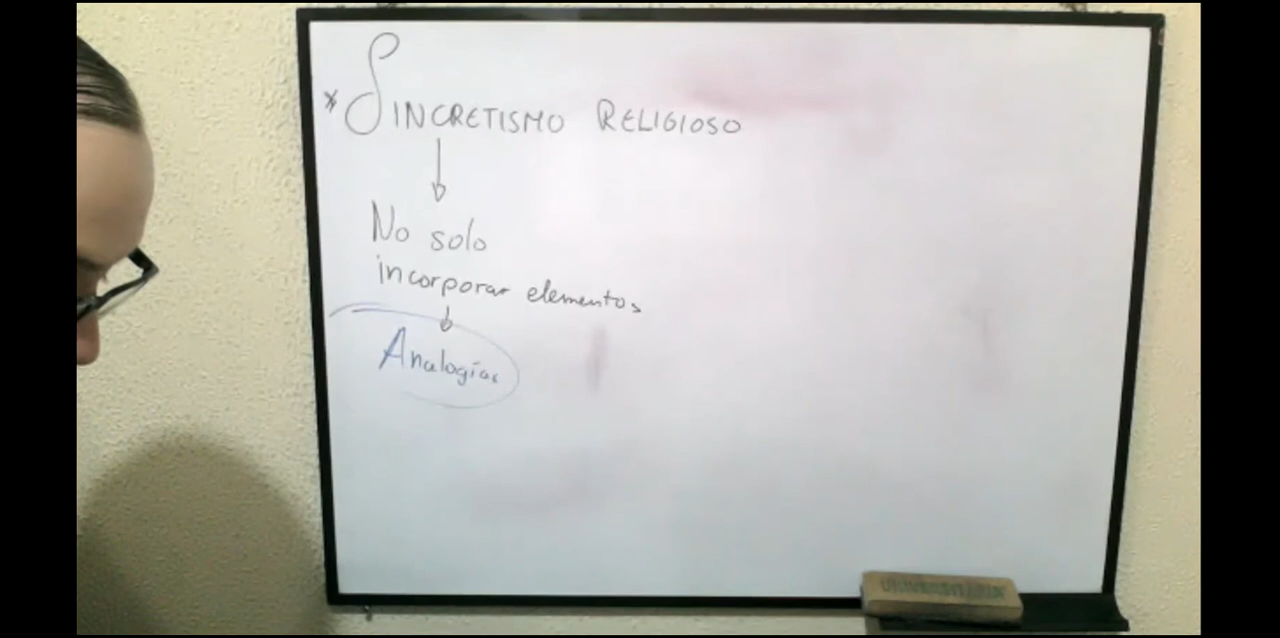 * SINCRETISMO RELIGIOSO
No solo
incorporar elementos
Analogías